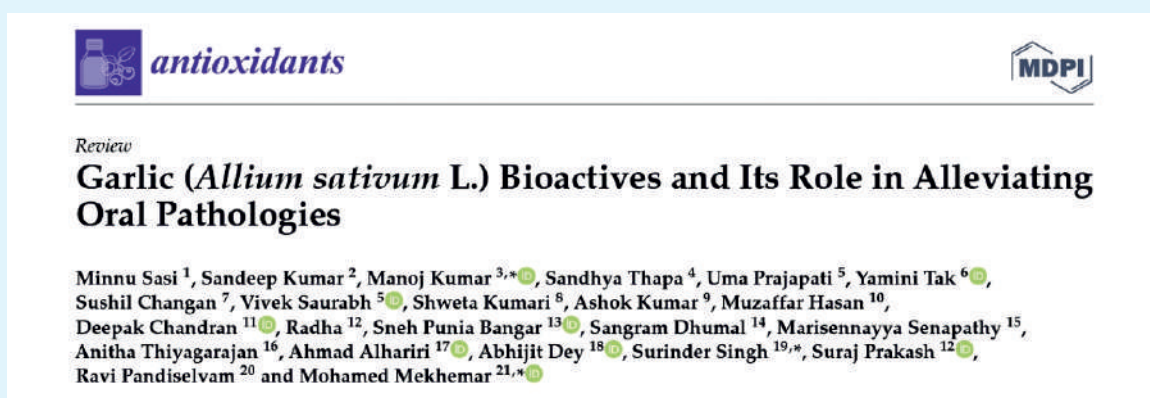 antioxidants
MDPI
Review
Garlic (Allium sativum L.) Bioactives and Its Role in Alleviating
Oral Pathologies
Minnu Sasi 1, Sandeep Kumar 2, Manoj Kumar 3,*, Sandhya Thapa 4, Uma Prajapati 5, Yamini Tak 6,
Sushil Changan 7, Vivek Saurabh 5, Shweta Kumari 8, Ashok Kumar 9, Muzaffar Hasan 10,
Deepak Chandran 11, Radha 12, Sneh Punia Bangar 13, Sangram Dhumal 14, Marisennayya Senapathy 15,
Anitha Thiyagarajan 16, Ahmad Alhariri 17, Abhijit Dey 18, Surinder Singh 19,*, Suraj Prakash 12,
Ravi Pandiselvam 20 and Mohamed Mekhemar 21,*